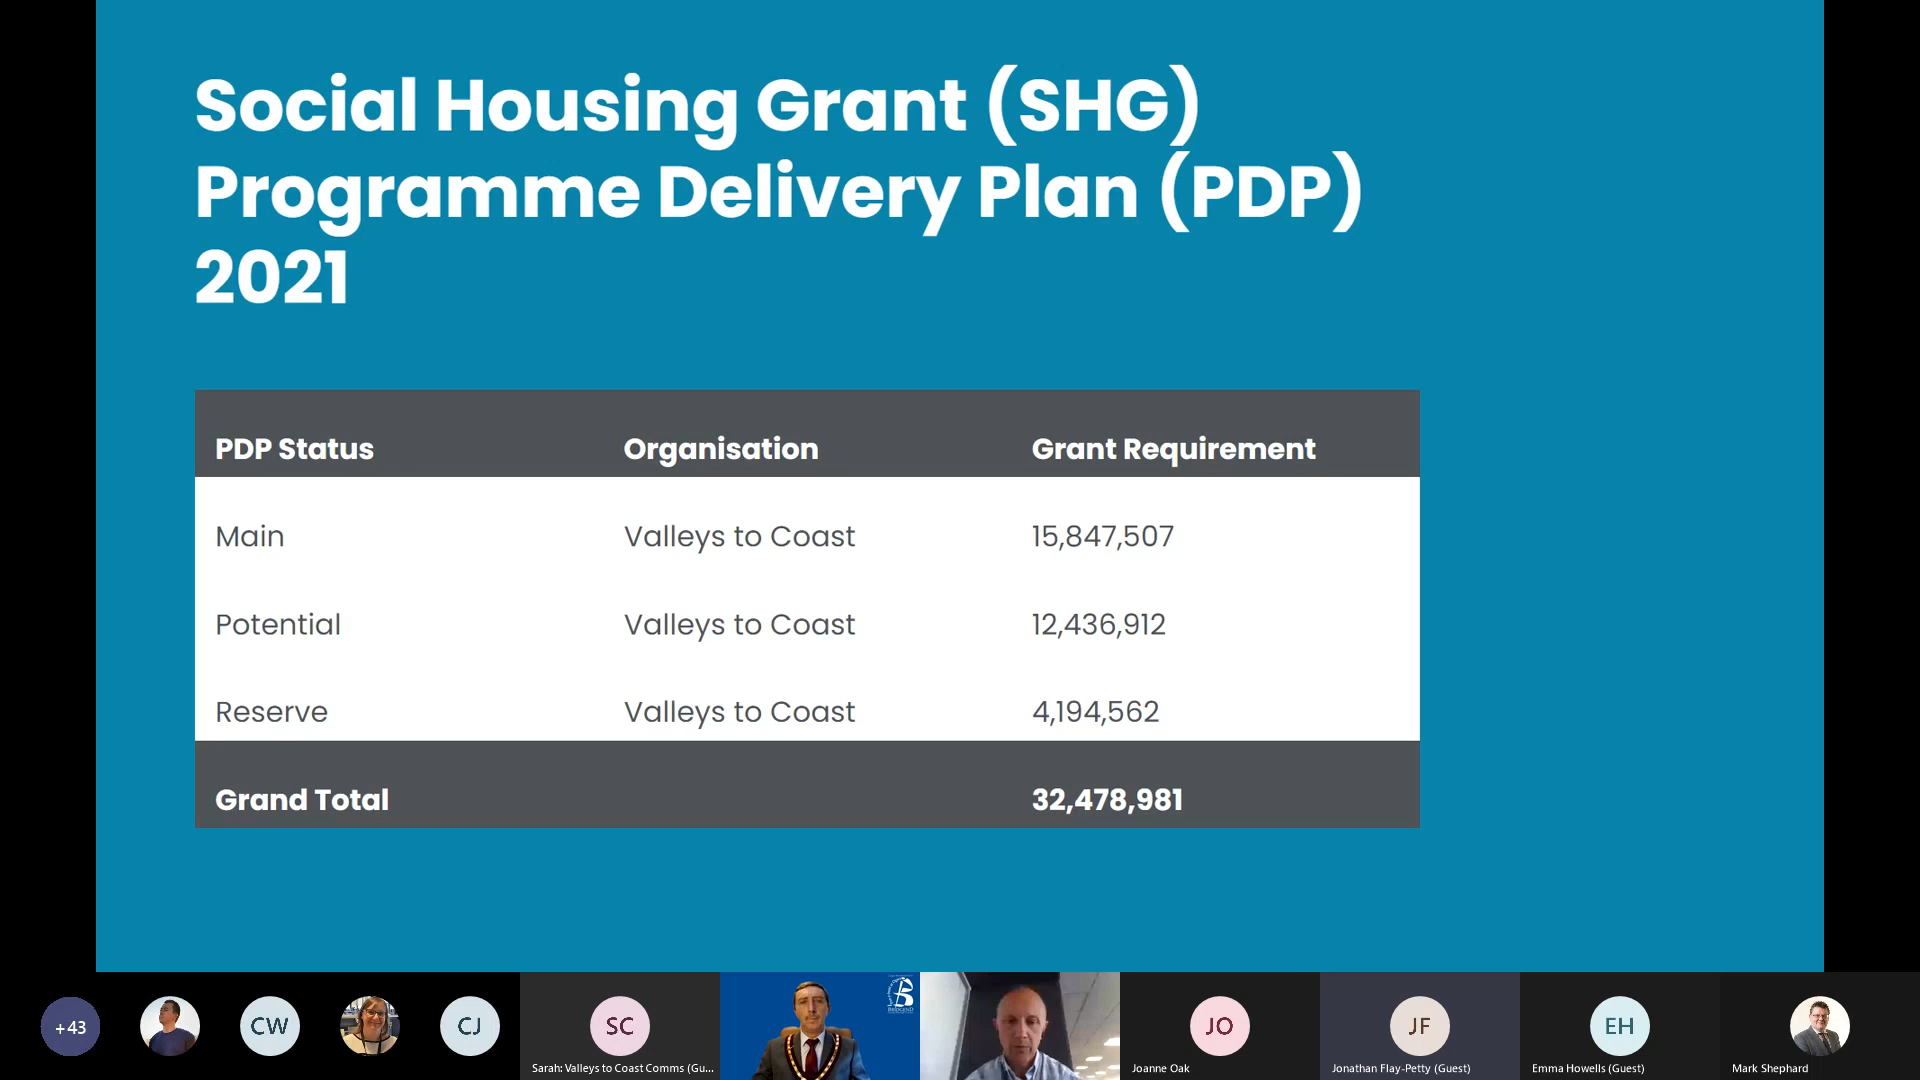 Social Housing Grant (SHG)
Programme Delivery Plan (PDP)
2021
PDP Status Organisation Grant Requirement
Main Valleys to Coast 15,847,507
Potential Valleys to Coast 12,436,912
Reserve Valleys to Coast 4,194,562
Grand Total 32,478,981
+43
CW
CJ
SC
Sarah: Valleys to Coast Comms (Gu...
JO
Joanne Oak
JF
Jonathan Flay-Petty (Guest)
EH
Emma Howells (Guest)
Mark Shephard